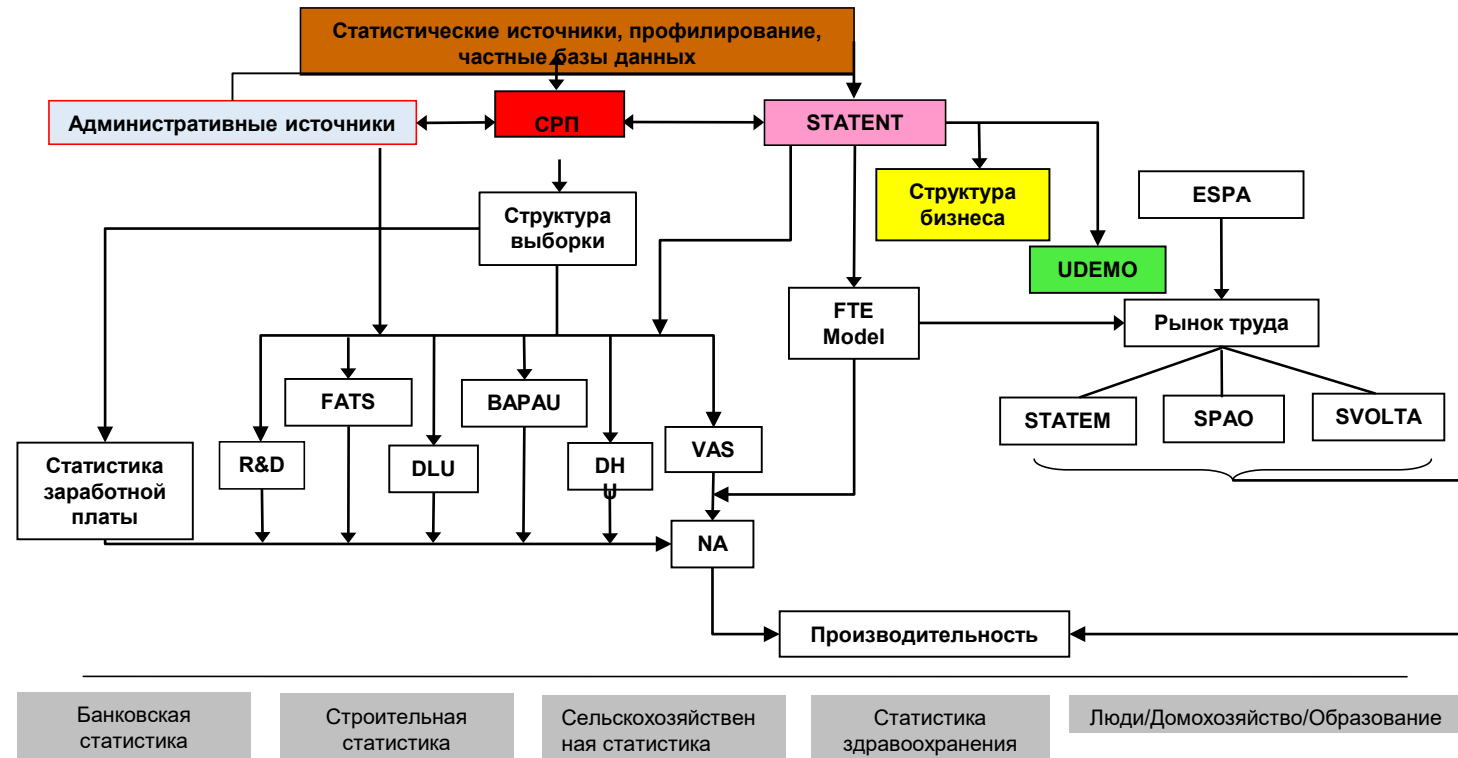 Статистические источники, профилирование,
частные базы данных
Административные источники
СРП
STATENT
Структура
выборки
Структура
бизнеса
ESPA
UDEMO
FTE
Model
Рынок труда
FATS
BAPAU
STATEM
SPAO
SVOLTA
Статистика
заработной
платы
R&D
DLU
DH
U
VAS
NA
Производительность
Банковская
статистика
Строительная
статистика
Сельскохозяйствен
ная статистика
Статистика
здравоохранения
Люди/Домохозяйство/Образование